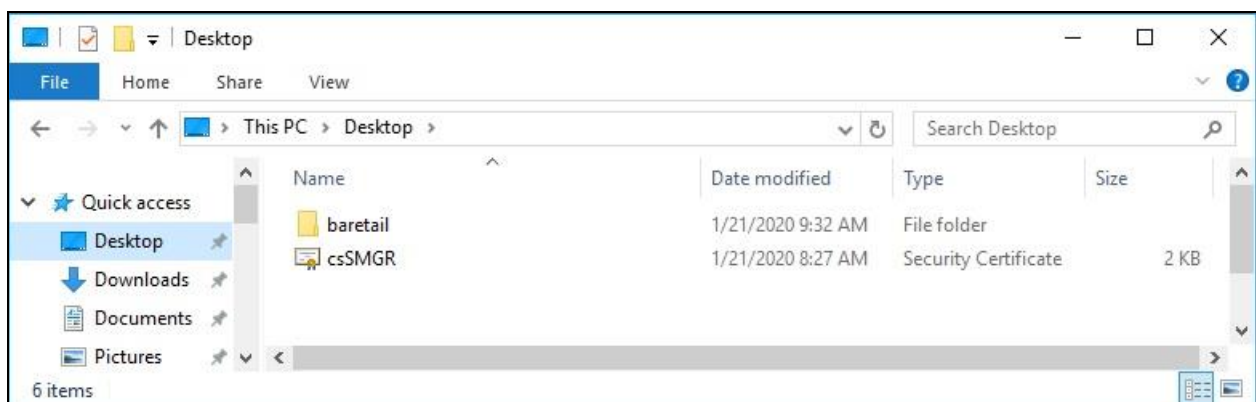 Desktop
File Home Share View
This PC > Desktop > Search Desktop
Name Date modified Type Size
Quick access
baretail 1/21/2020 9:32 AM File folder
Desktop
csSMGR 1/21/2020 8:27 AM Security Certificate 2 KB
Downloads
Documents
Pictures
6 items